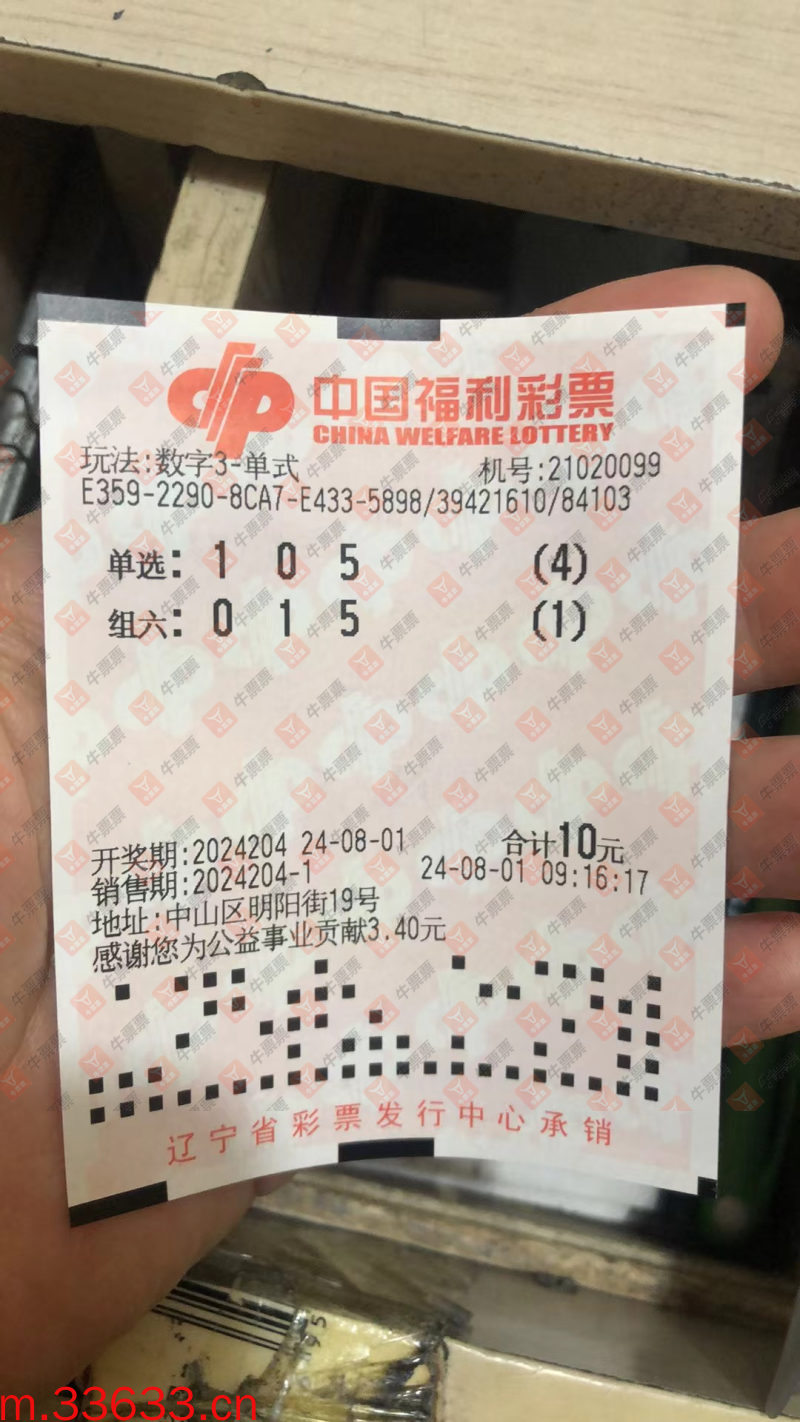 中国福利彩票
CHINA WELFARE LOTTERY
玩法:数字3-单式 机号:21020099
E359-2290-8CA7-E433-5898/39421610/84103
单选: 1 0 5 (4)
组六: 0 1 5 (1)
开奖期:2024204 24-08-01 合计10元
销售期:2024204-1 24-08-01 09:16:17
地址:中山区明阳街19号
感谢您为公益事业贡献3.40元
辽宁省彩票发行中心承销
牛票票
m.33633.cn